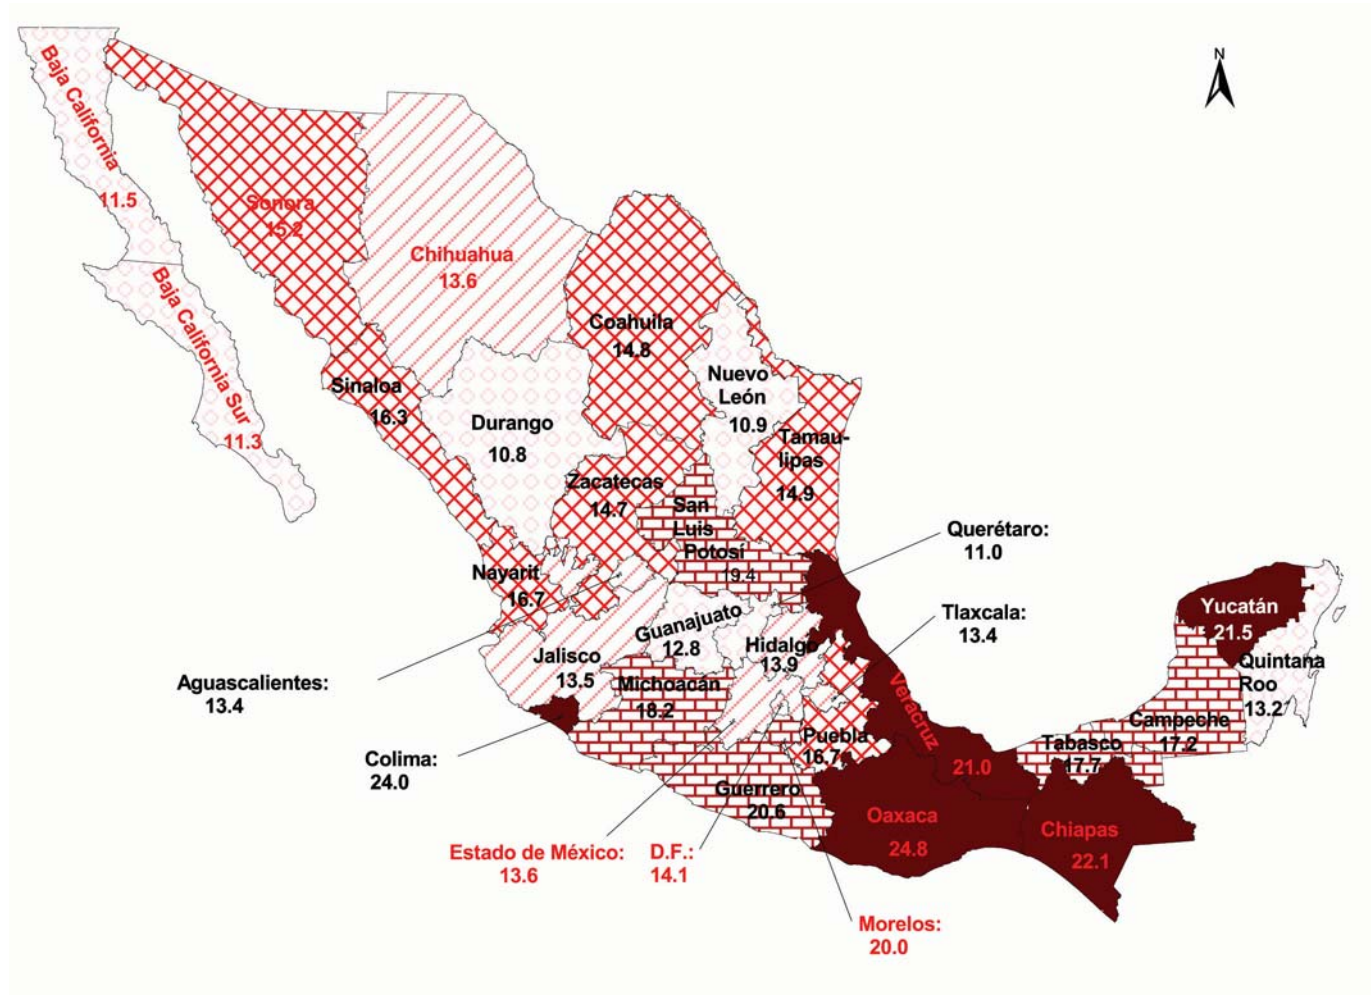 N
Baja California
11.5
Sonora
15.2
Chihuahua
13.6
Baja California Sur
11.3
Coahuila
14.8
Sinaloa
16.3
Nuevo
León
10.9
Durango
10.8
Tamau-
lipas
14.9
Zacatecas
14.7
San
Luis
Potosí
19.4
Querétaro:
11.0
Nayarit
16.7
Yucatán
21.5
Tlaxcala:
13.4
Guanajuato
12.8
Hidalgo
13.9
Jalisco
13.5
Quintana
Roo
13.2
Aguascalientes:
13.4
Michoacán
18.2
Veracruz
21.0
Campeche
17.2
Puebla
16.7
Tabasco
17.7
Colima:
24.0
Guerrero
20.6
Oaxaca
24.8
Chiapas
22.1
Estado de México:
13.6
D.F.:
14.1
Morelos:
20.0